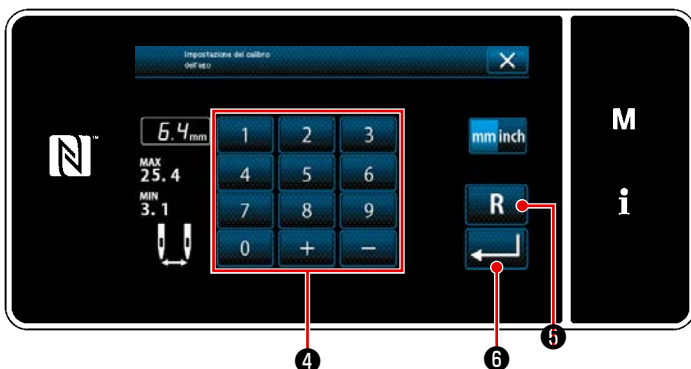 Impostazione del calibro
dell'ago
6.4mm
MAX
25.4
MIN
3.1
1 2 3
4 5 6
7 8 9
0 + −
mm inch
R
M
i
N™
❹
❻
❺